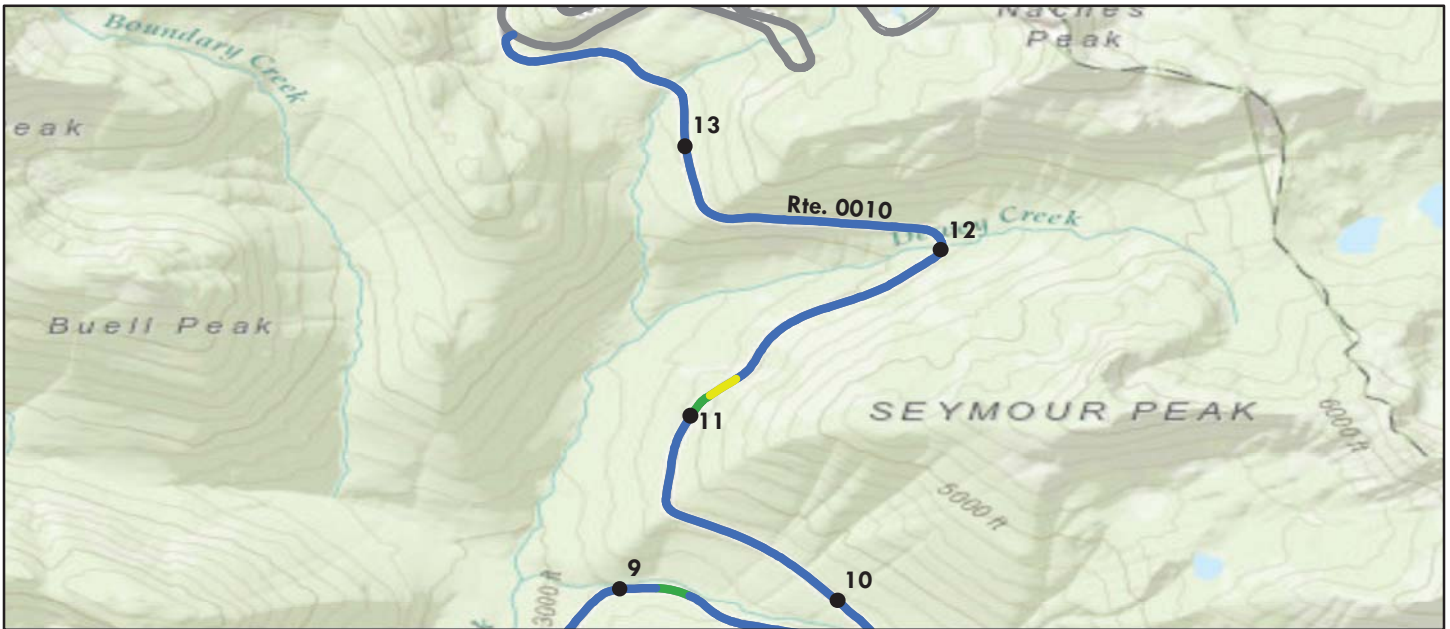 Naches
Peak
Boundary Creek
eak
13
Rte. 0010
Creek
12
Buell Peak
11
SEYMOUR PEAK
6000 ft
5000 ft
9
10
3000 ft